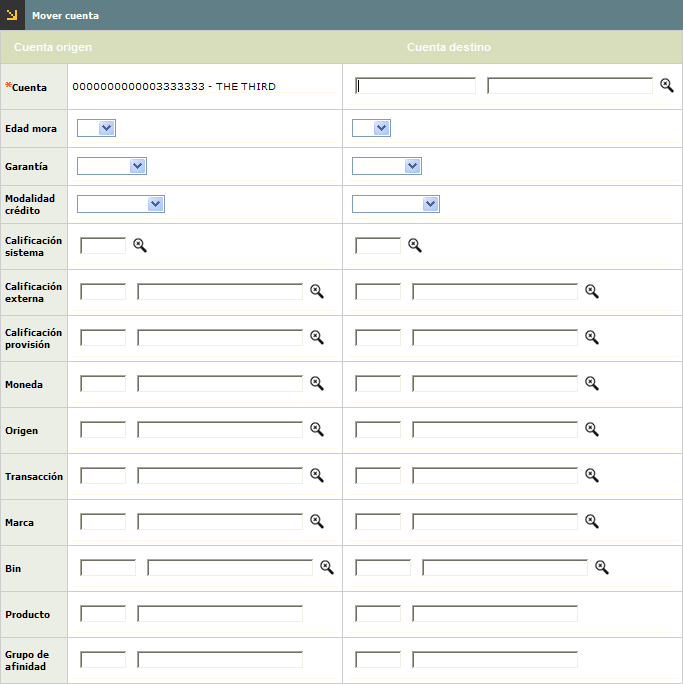 Mover cuenta
Cuenta origen Cuenta destino
*Cuenta 0000000000003333333 - THE THIRD
Edad mora
Garantía
Modalidad
crédito
Calificación
sistema
Calificación
externa
Calificación
provisión
Moneda
Origen
Transacción
Marca
Bin
Producto
Grupo de
afinidad